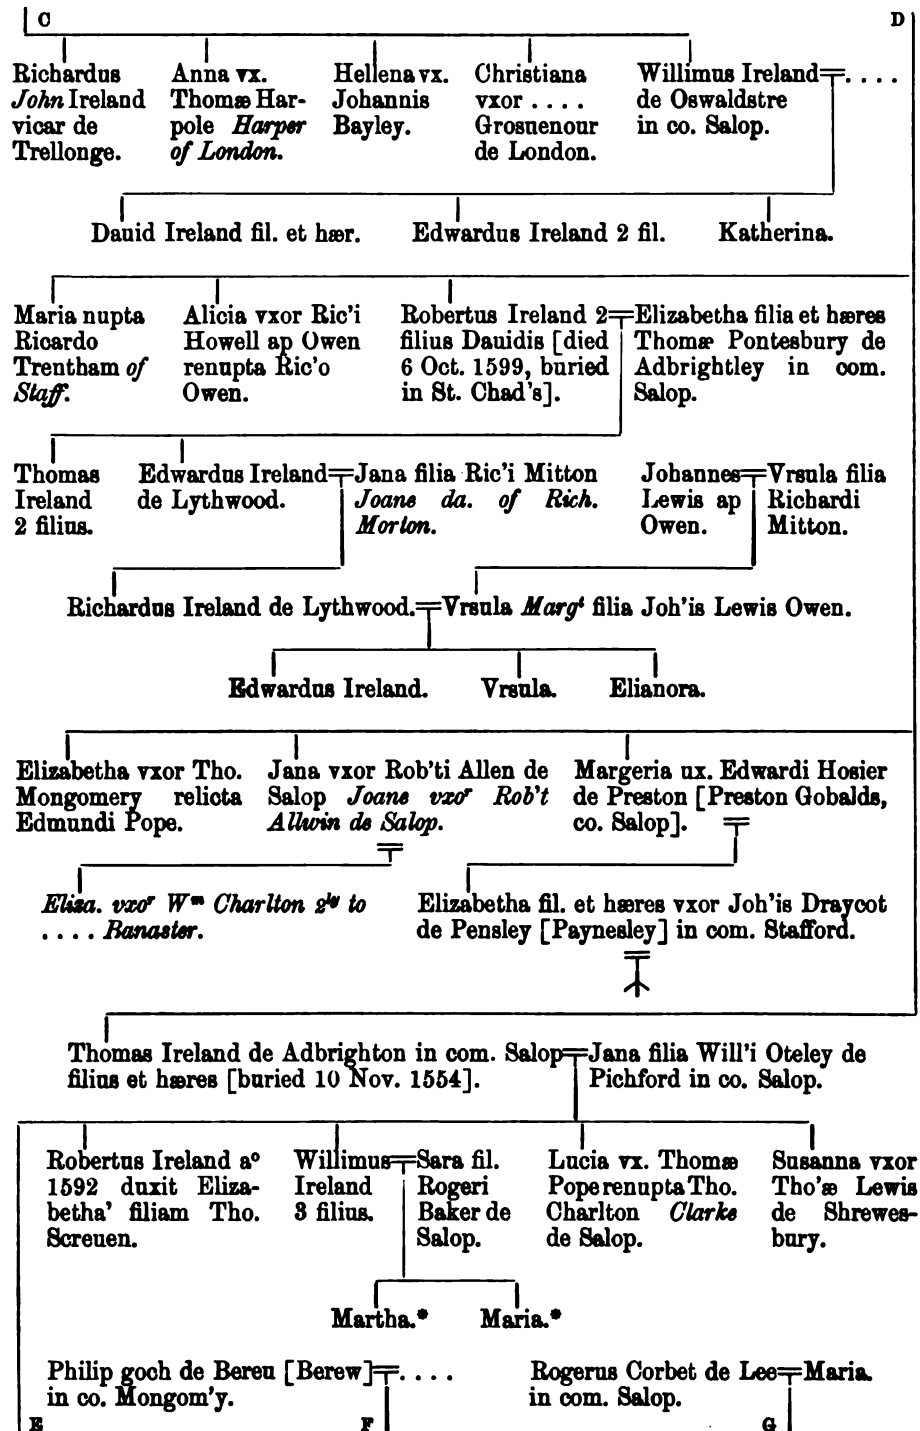 C D
Richardus
John Ireland
vicar de
Trellonge.
Anna vx.
Thomæ Har-
pole Harper
of London.
Hellena vx.
Johannis
Bayley.
Christiana
vxor . . . .
Grosuenour
de London.
Willimus Ireland=. . . .
de Oswaldstre
in co. Salop.
Dauid Ireland fil. et hær.
Edwardus Ireland 2 fil.
Katherina.
Maria nupta
Ricardo
Trentham of
Staff.
Alicia vxor Ric'i
Howell ap Owen
renupta Ric'o
Owen.
Robertus Ireland 2=
filius Dauidis [died
6 Oct. 1599, buried
in St. Chad's].
Elizabetha filia et hæres
Thomæ Pontesbury de
Adbrightley in com.
Salop.
Thomas
Ireland
2 filius.
Edwardus Ireland=
de Lythwood.
Jana filia Ric'i Mitton
Joane da. of Rich.
Morton.
Johannes=
Lewis ap
Owen.
Vrsula filia
Richardi
Mitton.
Richardus Ireland de Lythwood.=Vrsula Margt filia Joh'is Lewis Owen.
Edwardus Ireland.
Vrsula.
Elianora.
Elizabetha vxor Tho.
Mongomery relicta
Edmundi Pope.
Jana vxor Rob'ti Allen de
Salop Joane vxor Rob't
Allwin de Salop.
Margeria ux. Edwardi Hosier
de Preston [Preston Gobalds,
co. Salop].
Eliza. vxor Wm Charlton 2ly to
. . . . Banaster.
Elizabetha fil. et hæres vxor Joh'is Draycot
de Pensley [Paynesley] in com. Stafford.
Thomas Ireland de Adbrighton in com. Salop=
filius et hæres [buried 10 Nov. 1554].
Jana filia Will'i Oteley de
Pichford in co. Salop.
Robertus Ireland ao
1592 duxit Eliza-
betha' filiam Tho.
Screuen.
Willimus=
Ireland
3 filius.
Sara fil.
Rogeri
Baker de
Salop.
Lucia vx. Thomæ
Pope renupta Tho.
Charlton Clarke
de Salop.
Susanna vxor
Tho'æ Lewis
de Shrewes-
bury.
Martha.*
Maria.*
Philip goch de Bereu [Berew]=. . . .
in co. Mongom'y.
Rogerus Corbet de Lee=Maria.
in com. Salop.
E F G